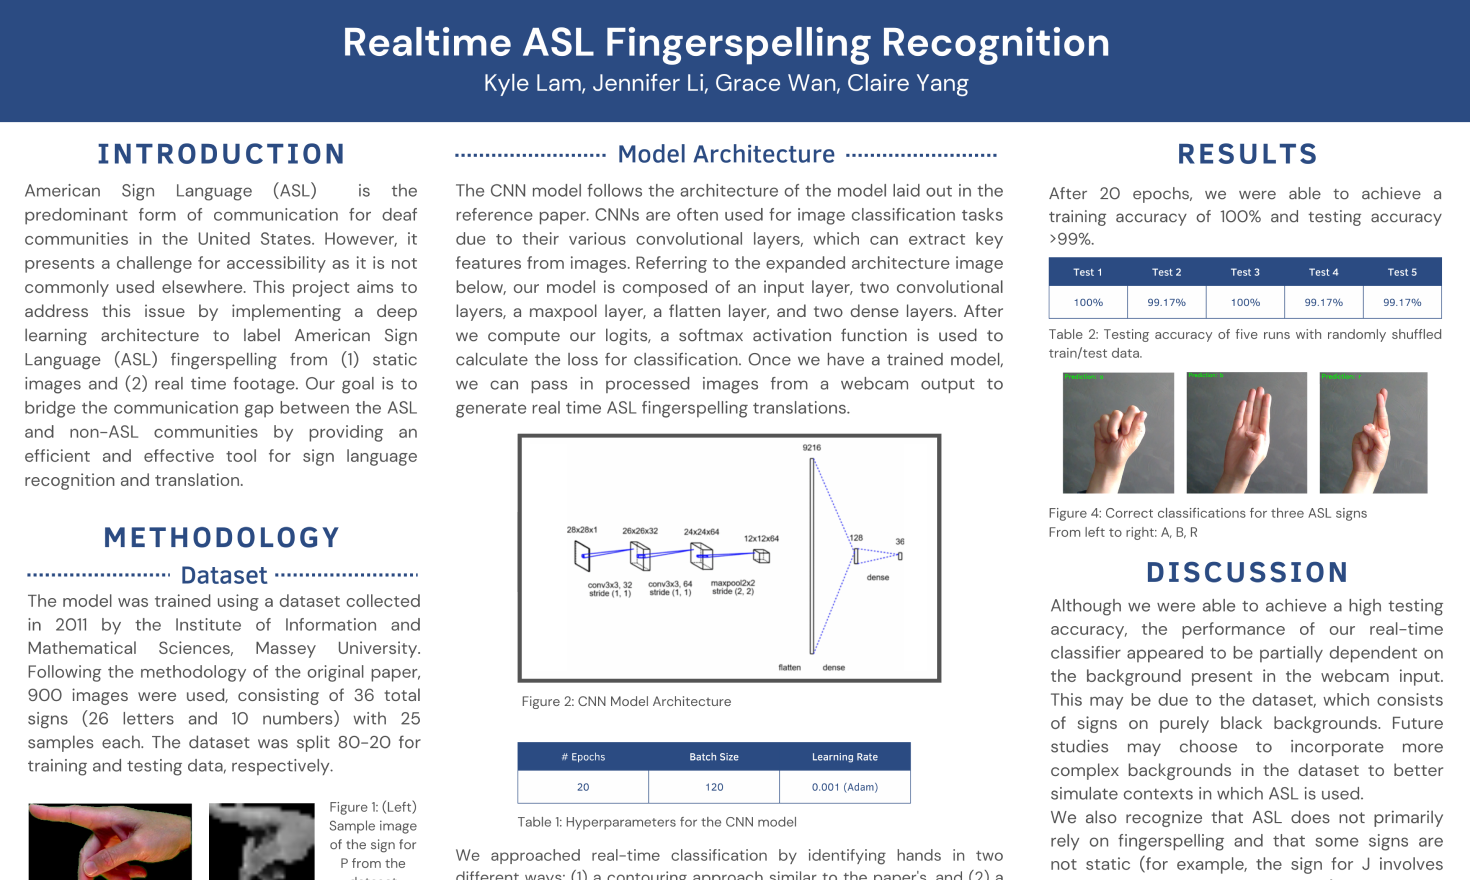 Realtime ASL Fingerspelling Recognition
Kyle Lam, Jennifer Li, Grace Wan, Claire Yang
INTRODUCTION
American Sign Language (ASL) is the
predominant form of communication for deaf
communities in the United States. However, it
presents a challenge for accessibility as it is not
commonly used elsewhere. This project aims to
address this issue by implementing a deep
learning architecture to label American Sign
Language (ASL) fingerspelling from (1) static
images and (2) real time footage. Our goal is to
bridge the communication gap between the ASL
and non-ASL communities by providing an
efficient and effective tool for sign language
recognition and translation.
METHODOLOGY
Dataset
The model was trained using a dataset collected
in 2011 by the Institute of Information and
Mathematical Sciences, Massey University.
Following the methodology of the original paper,
900 images were used, consisting of 36 total
signs (26 letters and 10 numbers) with 25
samples each. The dataset was split 80-20 for
training and testing data, respectively.
Figure 1: (Left)
Sample image
of the sign for
P from the
Model Architecture
The CNN model follows the architecture of the model laid out in the
reference paper. CNNs are often used for image classification tasks
due to their various convolutional layers, which can extract key
features from images. Referring to the expanded architecture image
below, our model is composed of an input layer, two convolutional
layers, a maxpool layer, a flatten layer, and two dense layers. After
we compute our logits, a softmax activation function is used to
calculate the loss for classification. Once we have a trained model,
we can pass in processed images from a webcam output to
generate real time ASL fingerspelling translations.
9216
28x28x1 26x26x32 24x24x64 12x12x64 128 36
conv3x3, 32 conv3x3, 64 maxpool2x2 dense
stride (1, 1) stride (1, 1) stride (2, 2)
flatten dense
Figure 2: CNN Model Architecture
# Epochs Batch Size Learning Rate
20 120 0.001 (Adam)
Table 1: Hyperparameters for the CNN model
We approached real-time classification by identifying hands in two
different ways: (1) a contouring approach similar to the paper's, and (2) a
RESULTS
After 20 epochs, we were able to achieve a
training accuracy of 100% and testing accuracy
>99%.
Test 1 Test 2 Test 3 Test 4 Test 5
100% 99.17% 100% 99.17% 99.17%
Table 2: Testing accuracy of five runs with randomly shuffled
train/test data.
Prediction: Prediction: Prediction:
Figure 4: Correct classifications for three ASL signs
From left to right: A, B, R
DISCUSSION
Although we were able to achieve a high testing
accuracy, the performance of our real-time
classifier appeared to be partially dependent on
the background present in the webcam input.
This may be due to the dataset, which consists
of signs on purely black backgrounds. Future
studies may choose to incorporate more
complex backgrounds in the dataset to better
simulate contexts in which ASL is used.
We also recognize that ASL does not primarily
rely on fingerspelling and that some signs are
not static (for example, the sign for J involves